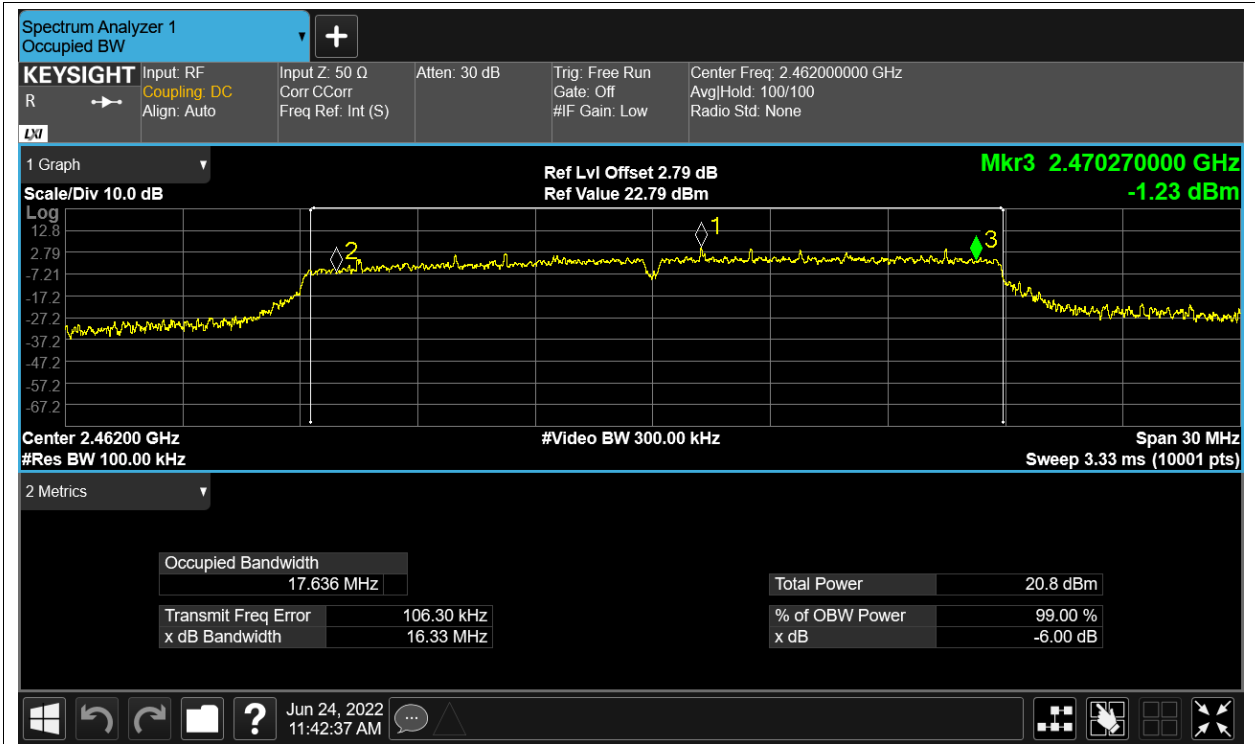 Spectrum Analyzer 1
Occupied BW
KEYSIGHT
R
LXI
Input: RF
Coupling: DC
Align: Auto
Input Z: 50 Ω
Corr CCorr
Freq Ref: Int (S)
Atten: 30 dB
Trig: Free Run
Gate: Off
#IF Gain: Low
Center Freq: 2.462000000 GHz
Avg|Hold: 100/100
Radio Std: None
1 Graph
Scale/Div 10.0 dB
Ref Lvl Offset 2.79 dB
Ref Value 22.79 dBm
Mkr3 2.470270000 GHz
-1.23 dBm
Log
12.8
2.79
-7.21
-17.2
-27.2
-37.2
-47.2
-57.2
-67.2
2
1
3
Center 2.46200 GHz
#Res BW 100.00 kHz
#Video BW 300.00 kHz
Span 30 MHz
Sweep 3.33 ms (10001 pts)
2 Metrics
Occupied Bandwidth
17.636 MHz
Transmit Freq Error 106.30 kHz
x dB Bandwidth 16.33 MHz
Total Power 20.8 dBm
% of OBW Power 99.00 %
x dB -6.00 dB
?
Jun 24, 2022
11:42:37 AM